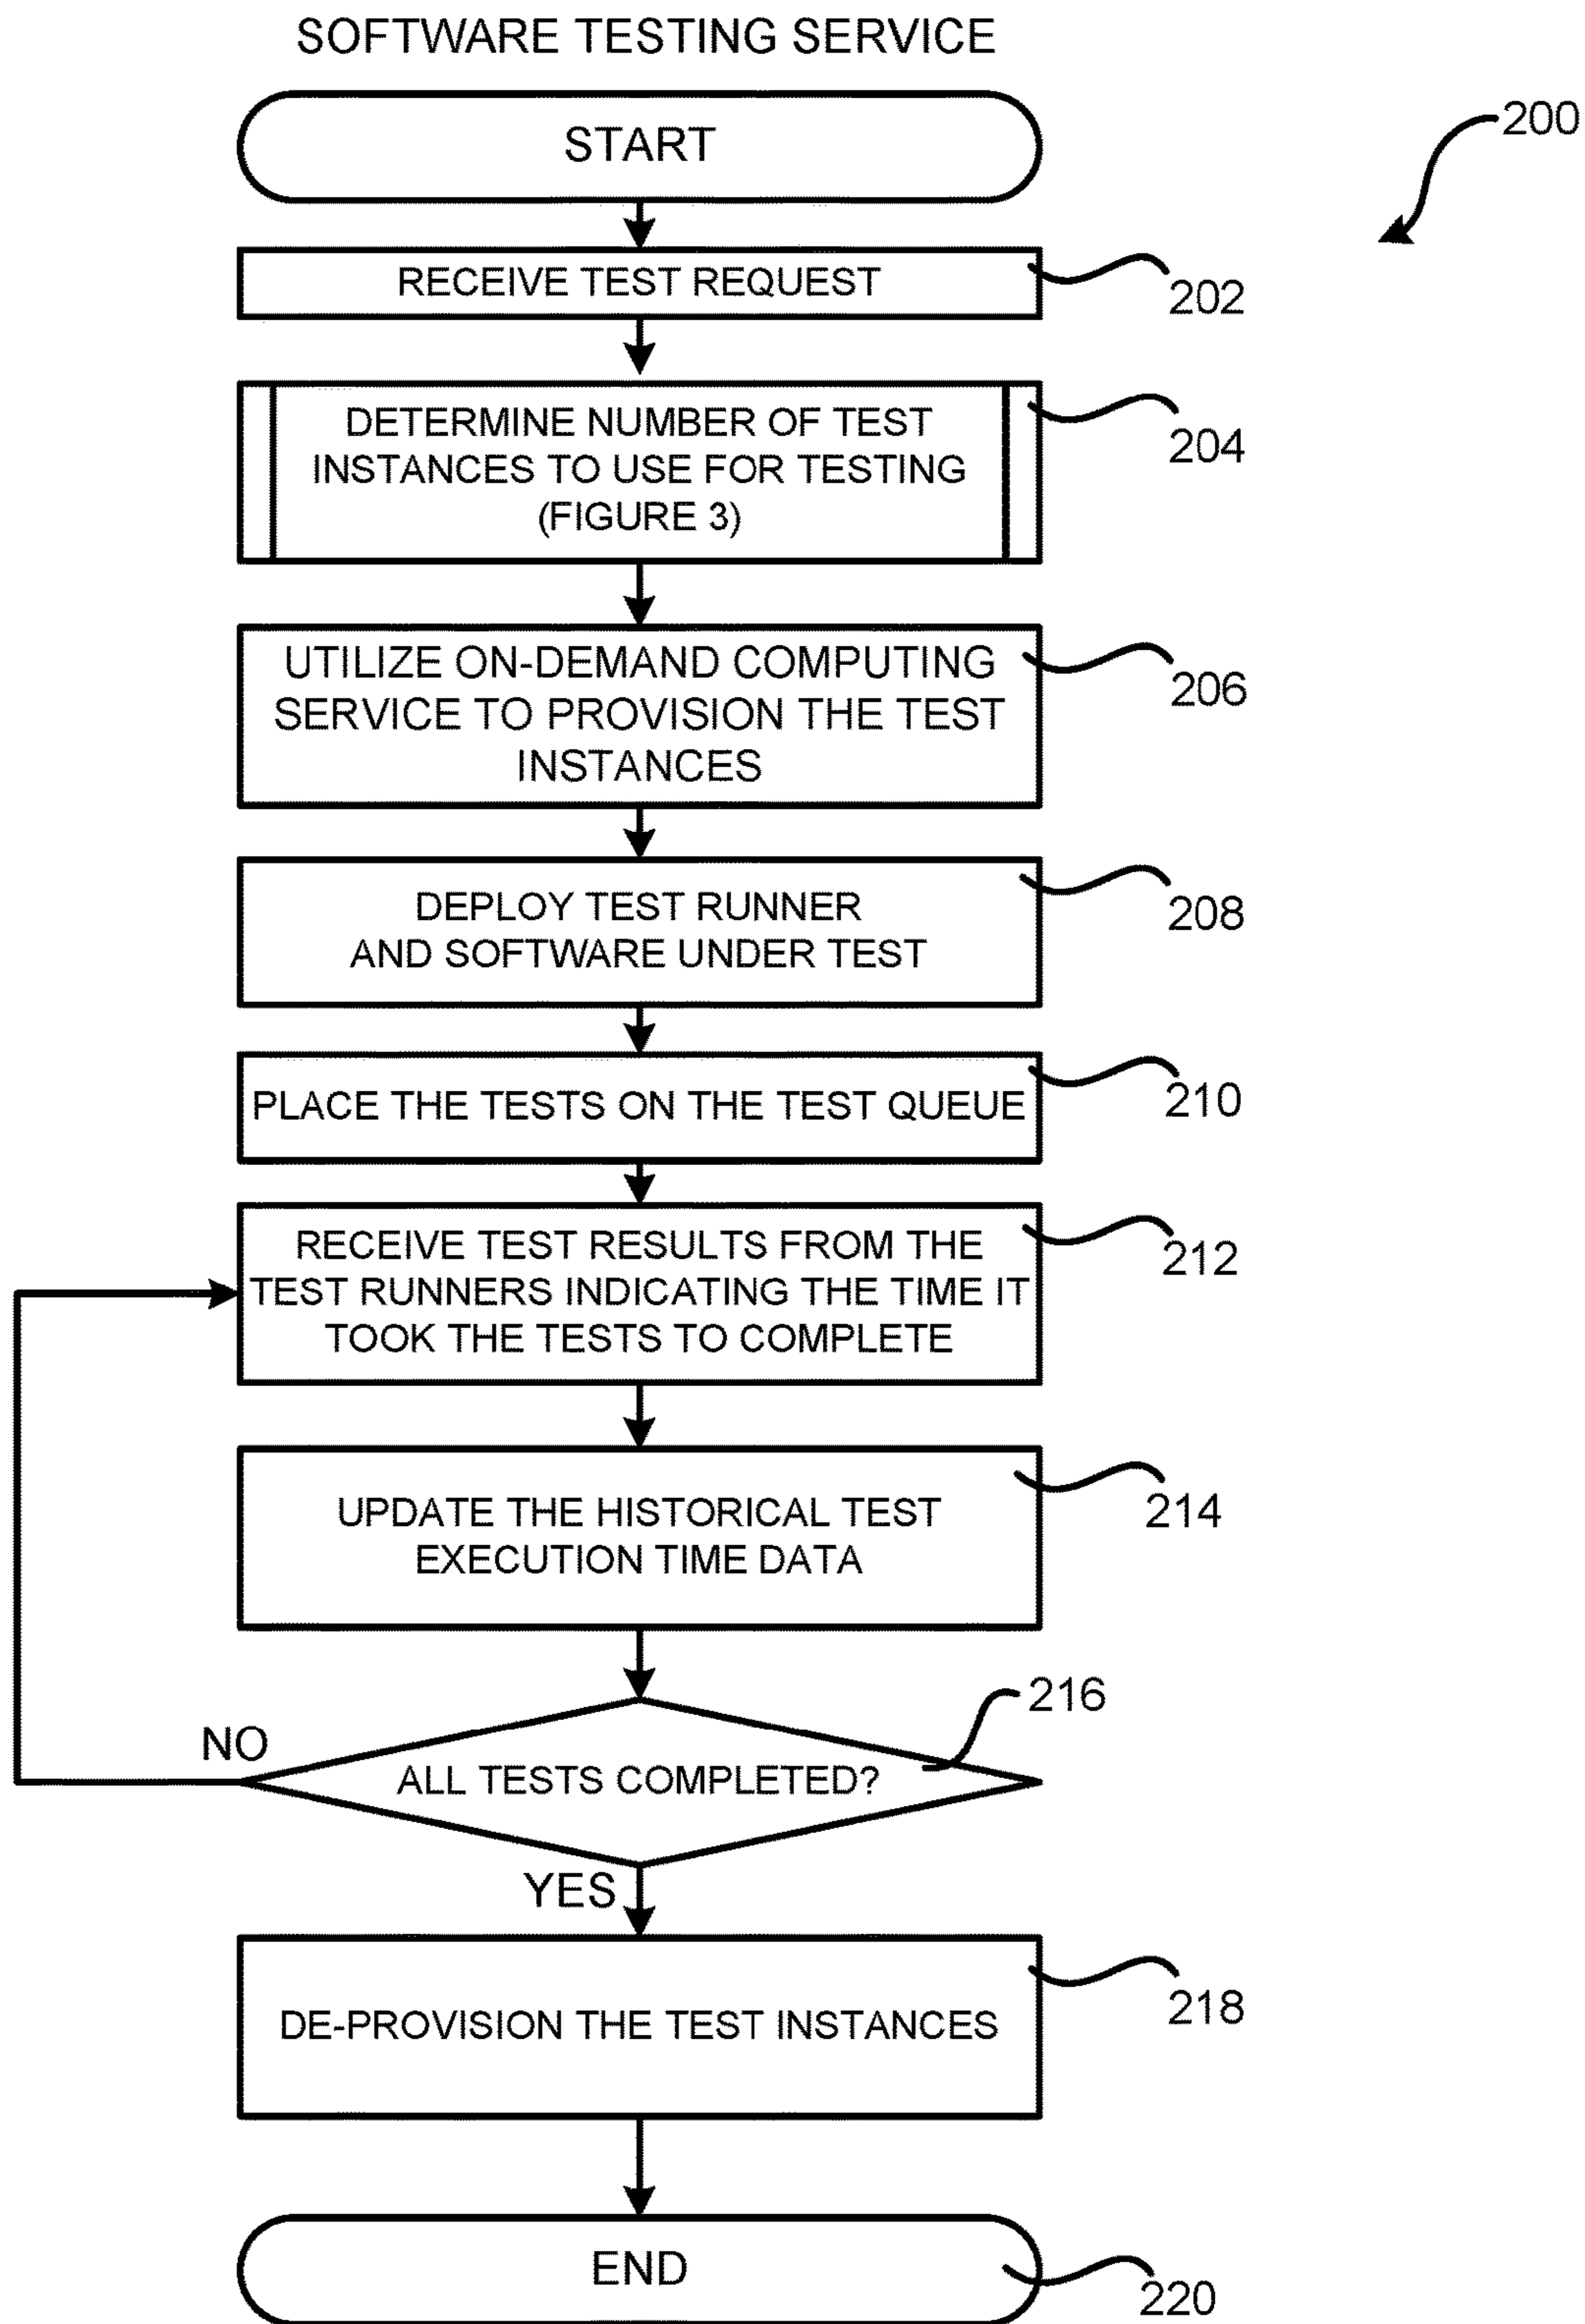 SOFTWARE TESTING SERVICE
START
200
RECEIVE TEST REQUEST
202
DETERMINE NUMBER OF TEST
INSTANCES TO USE FOR TESTING
(FIGURE 3)
204
UTILIZE ON-DEMAND COMPUTING
SERVICE TO PROVISION THE TEST
INSTANCES
206
DEPLOY TEST RUNNER
AND SOFTWARE UNDER TEST
208
PLACE THE TESTS ON THE TEST QUEUE
210
RECEIVE TEST RESULTS FROM THE
TEST RUNNERS INDICATING THE TIME IT
TOOK THE TESTS TO COMPLETE
212
UPDATE THE HISTORICAL TEST
EXECUTION TIME DATA
214
216
NO
ALL TESTS COMPLETED?
YES
DE-PROVISION THE TEST INSTANCES
218
END
220